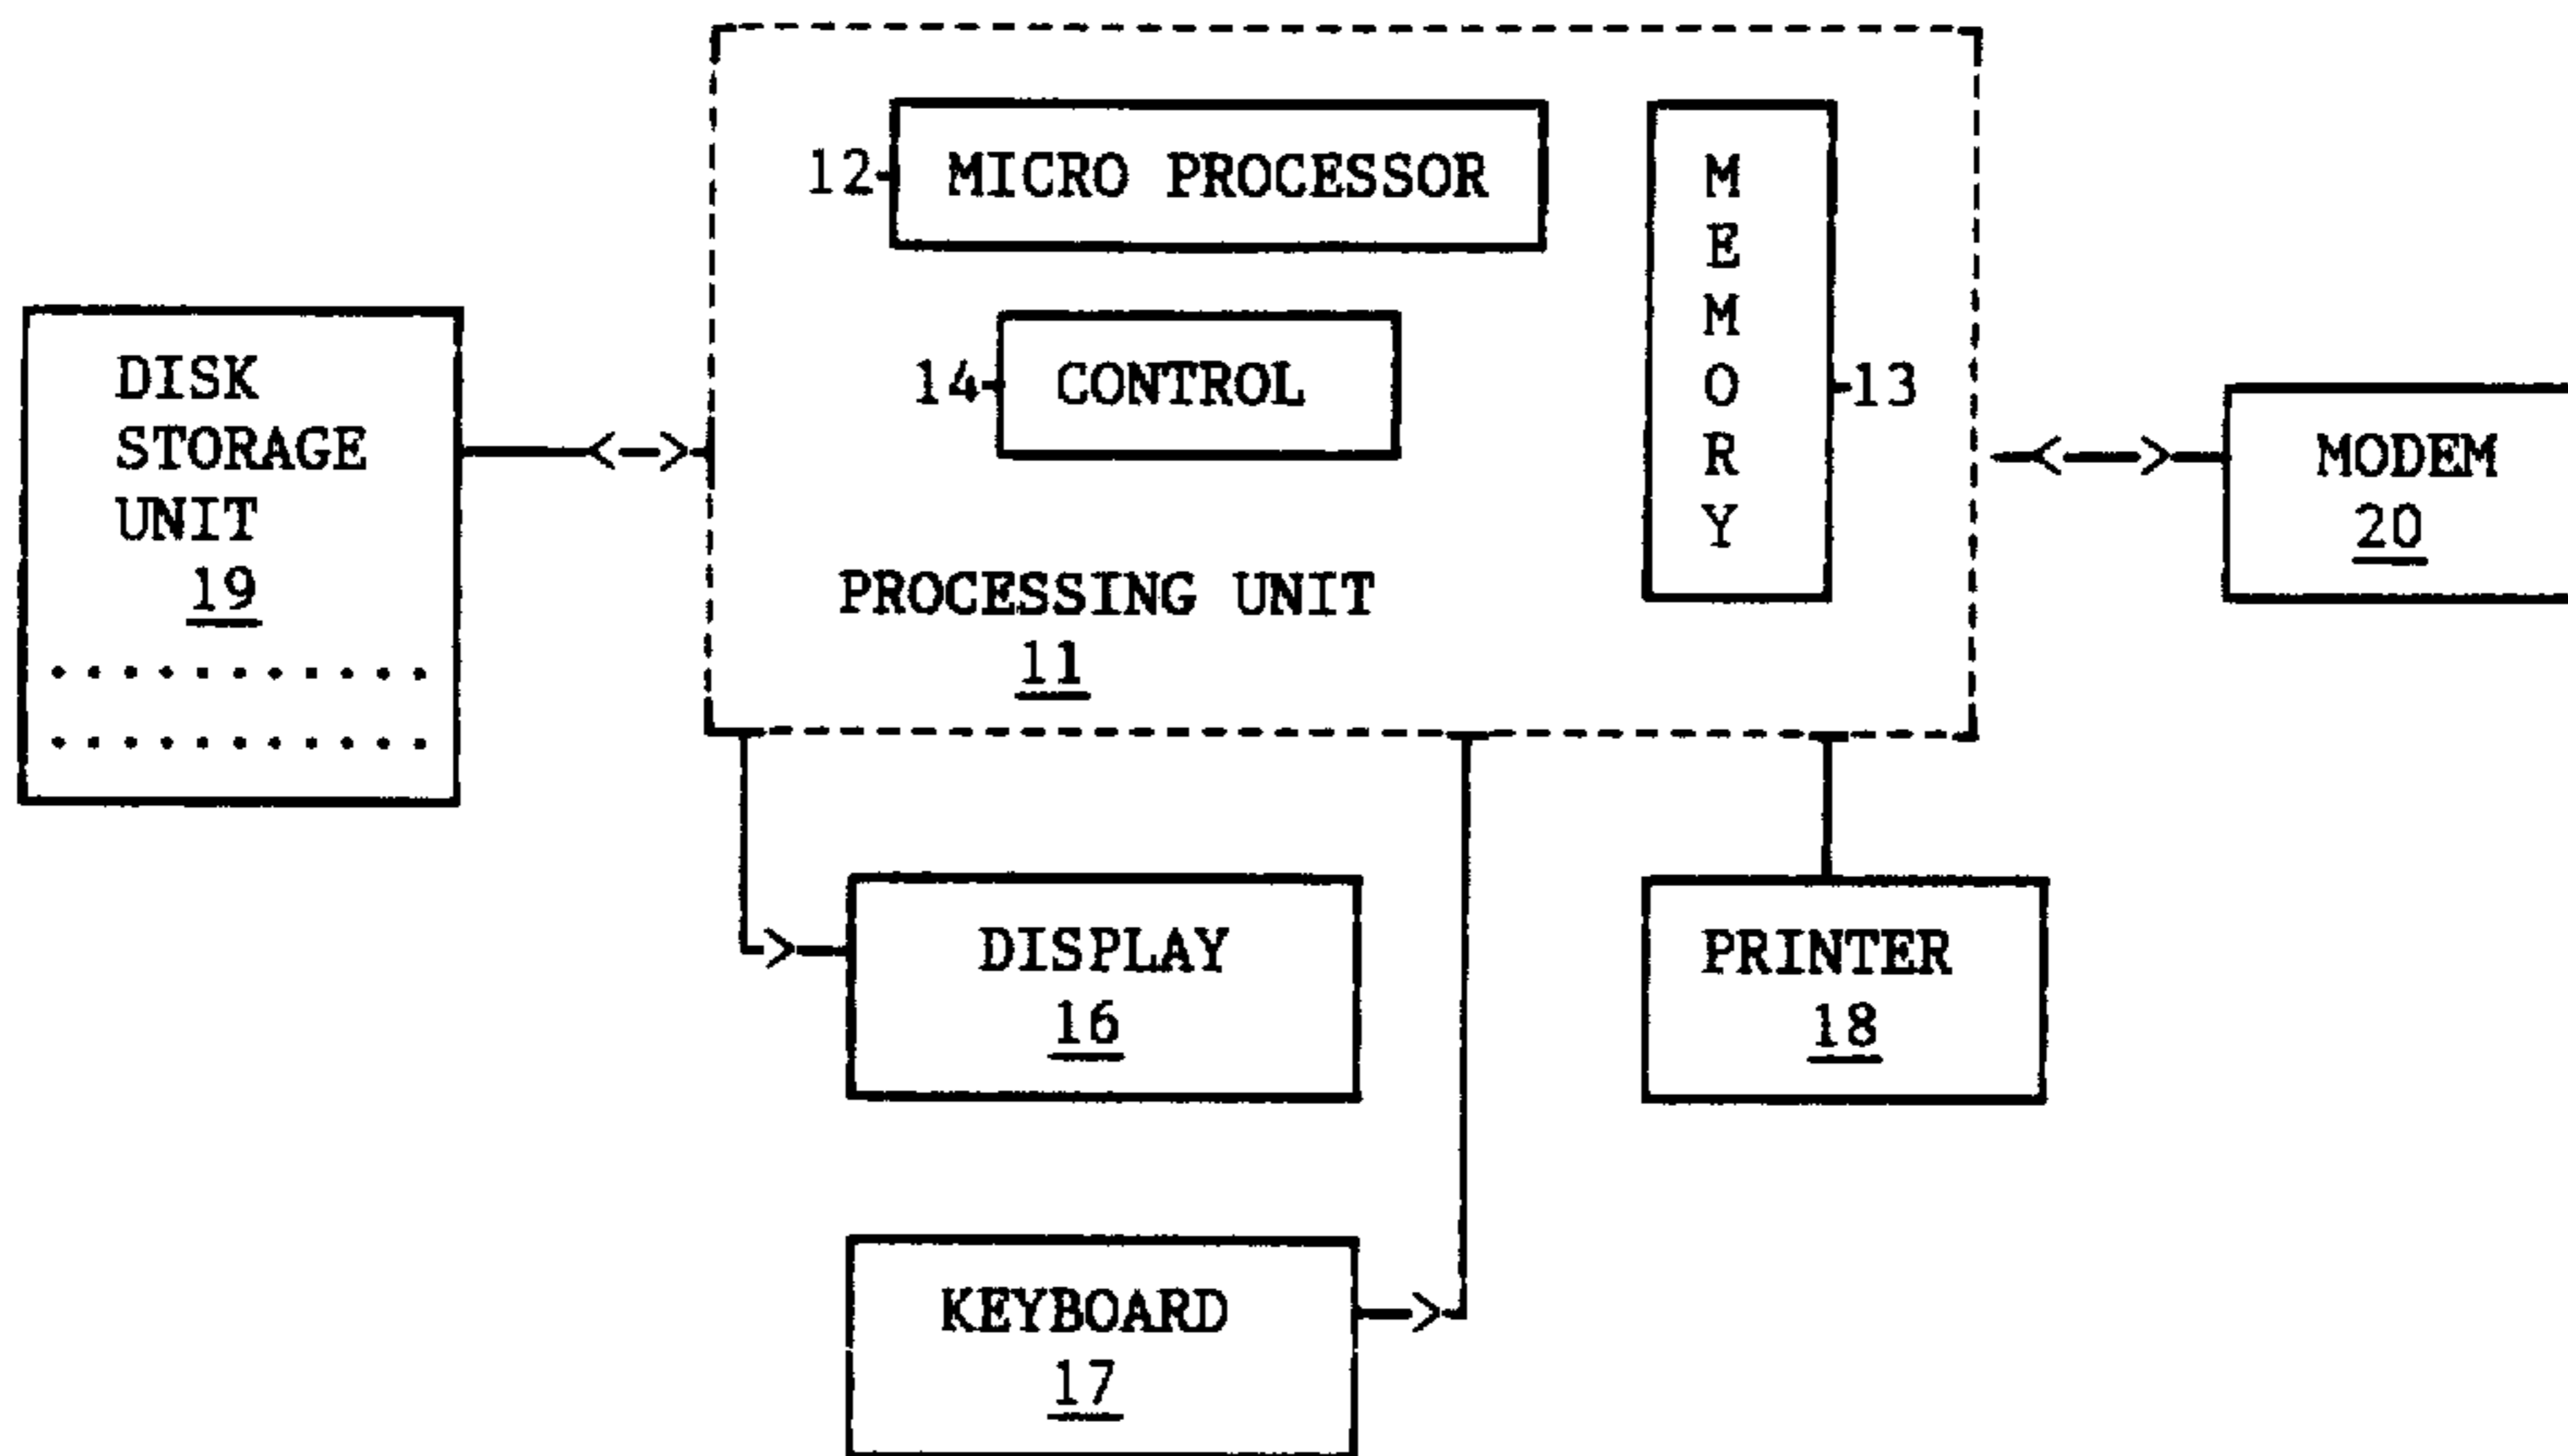 12 MICRO PROCESSOR
MEMORY
13
14 CONTROL
PROCESSING UNIT
11
DISK
STORAGE
UNIT
19
MODEM
20
DISPLAY
16
PRINTER
18
KEYBOARD
17